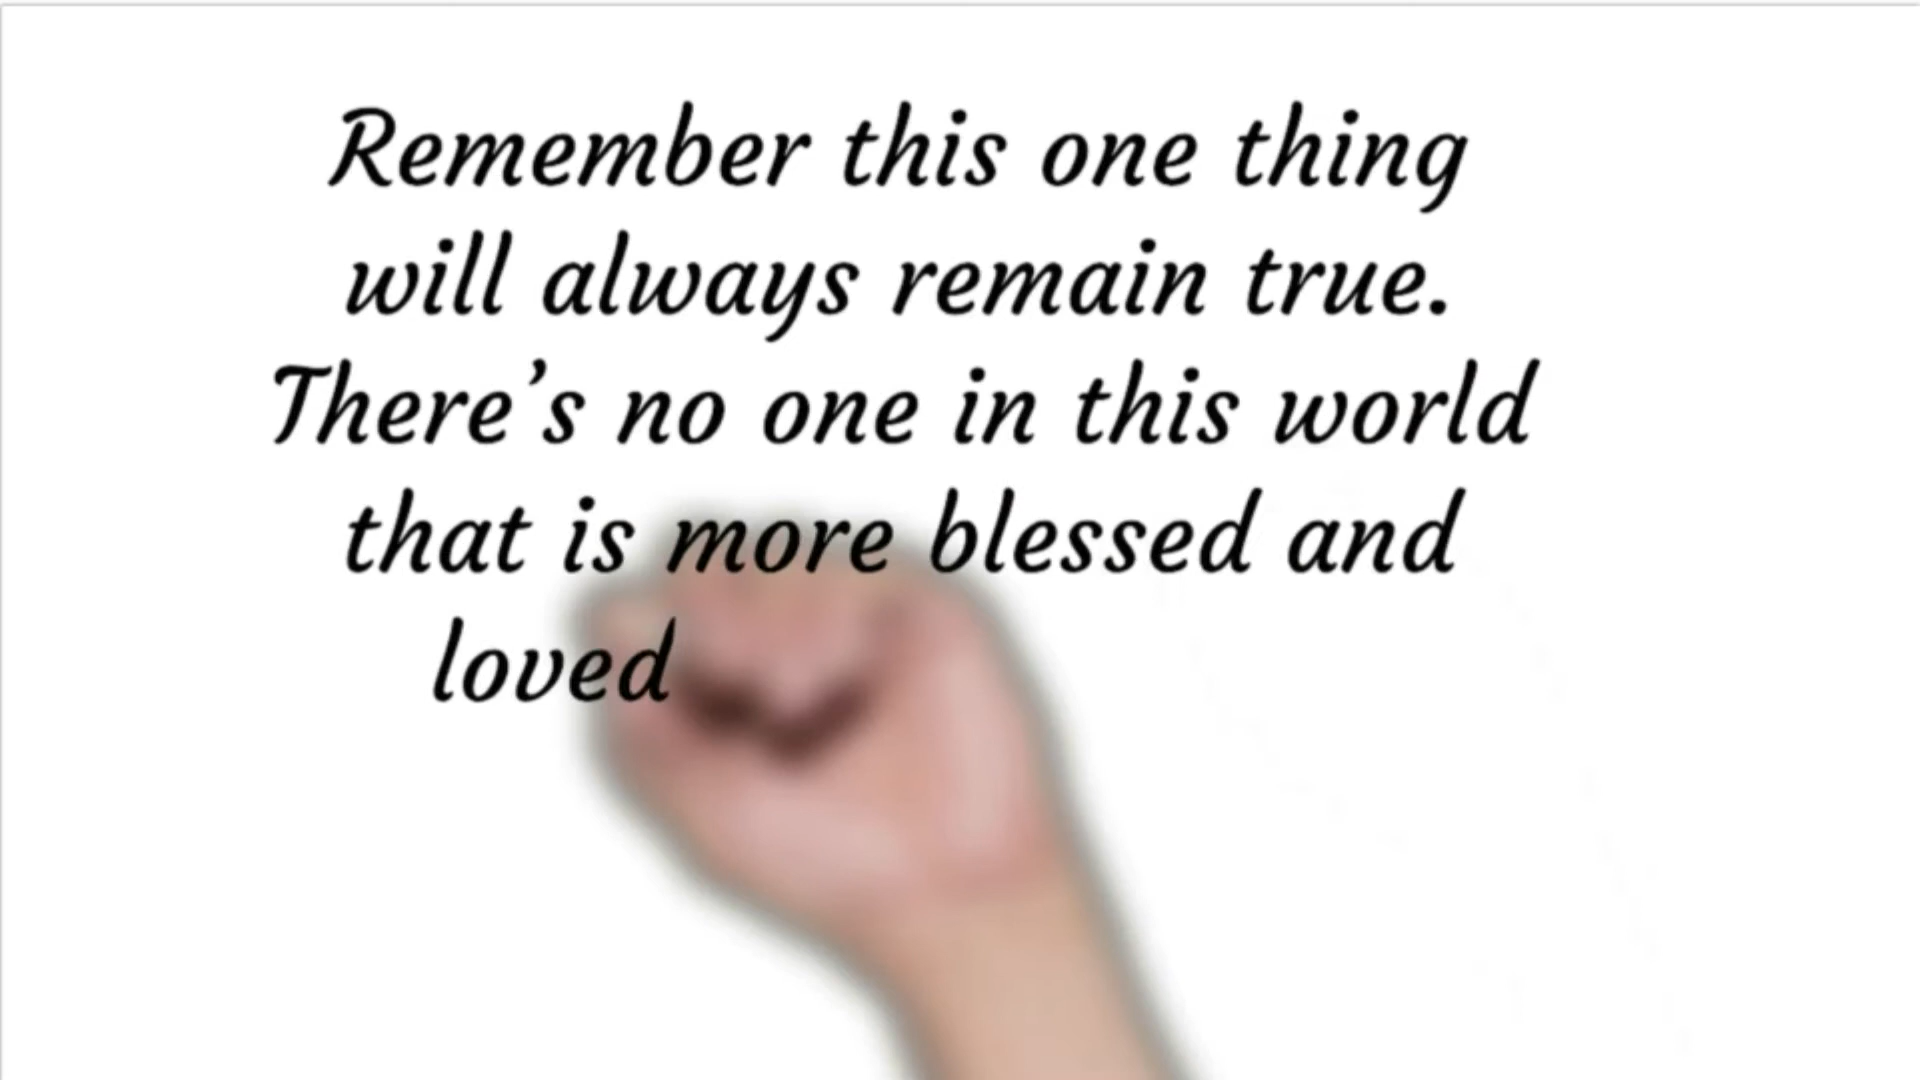 Remember this one thing
will always remain true.
There’s no one in this world
that is more blessed and
loved